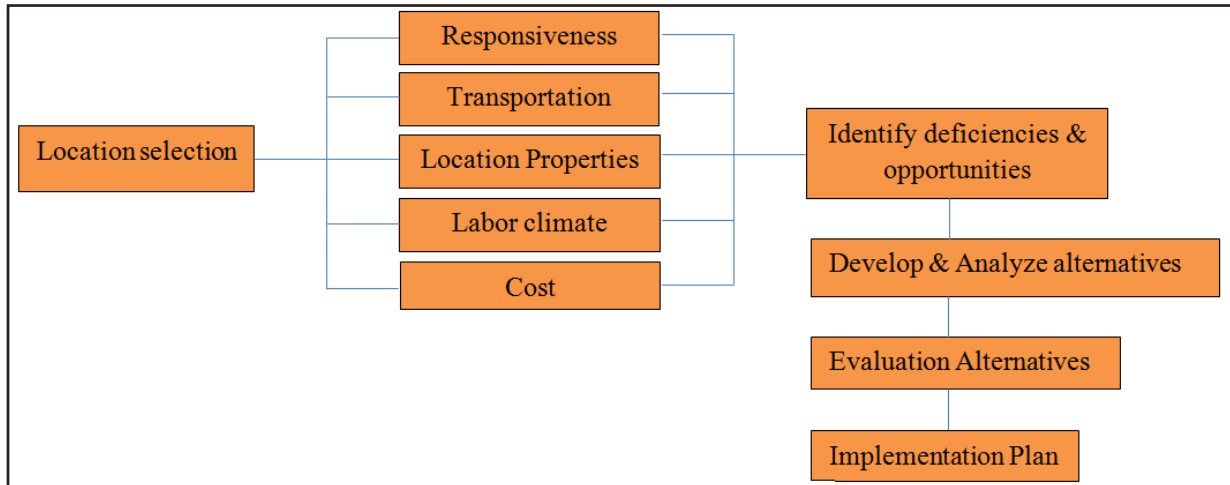 Location selection
Responsiveness
Transportation
Location Properties
Labor climate
Cost
Identify deficiencies &
opportunities
Develop & Analyze alternatives
Evaluation Alternatives
Implementation Plan